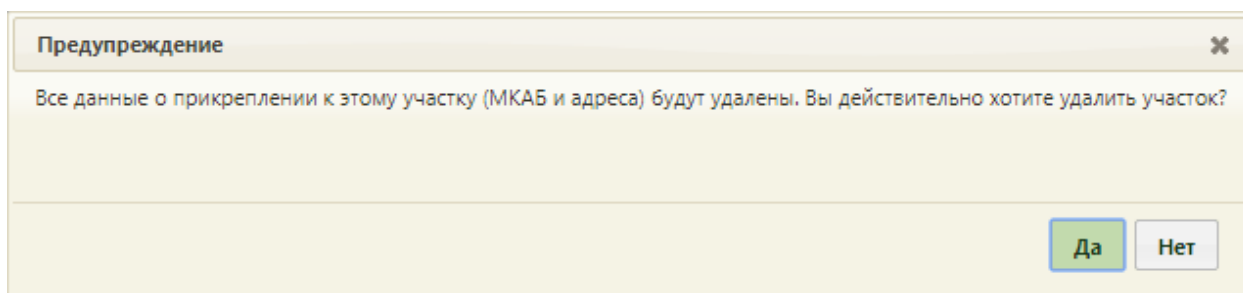 Предупреждение
Все данные о прикреплении к этому участку (МКАБ и адреса) будут удалены. Вы действительно хотите удалить участок?
Да Нет